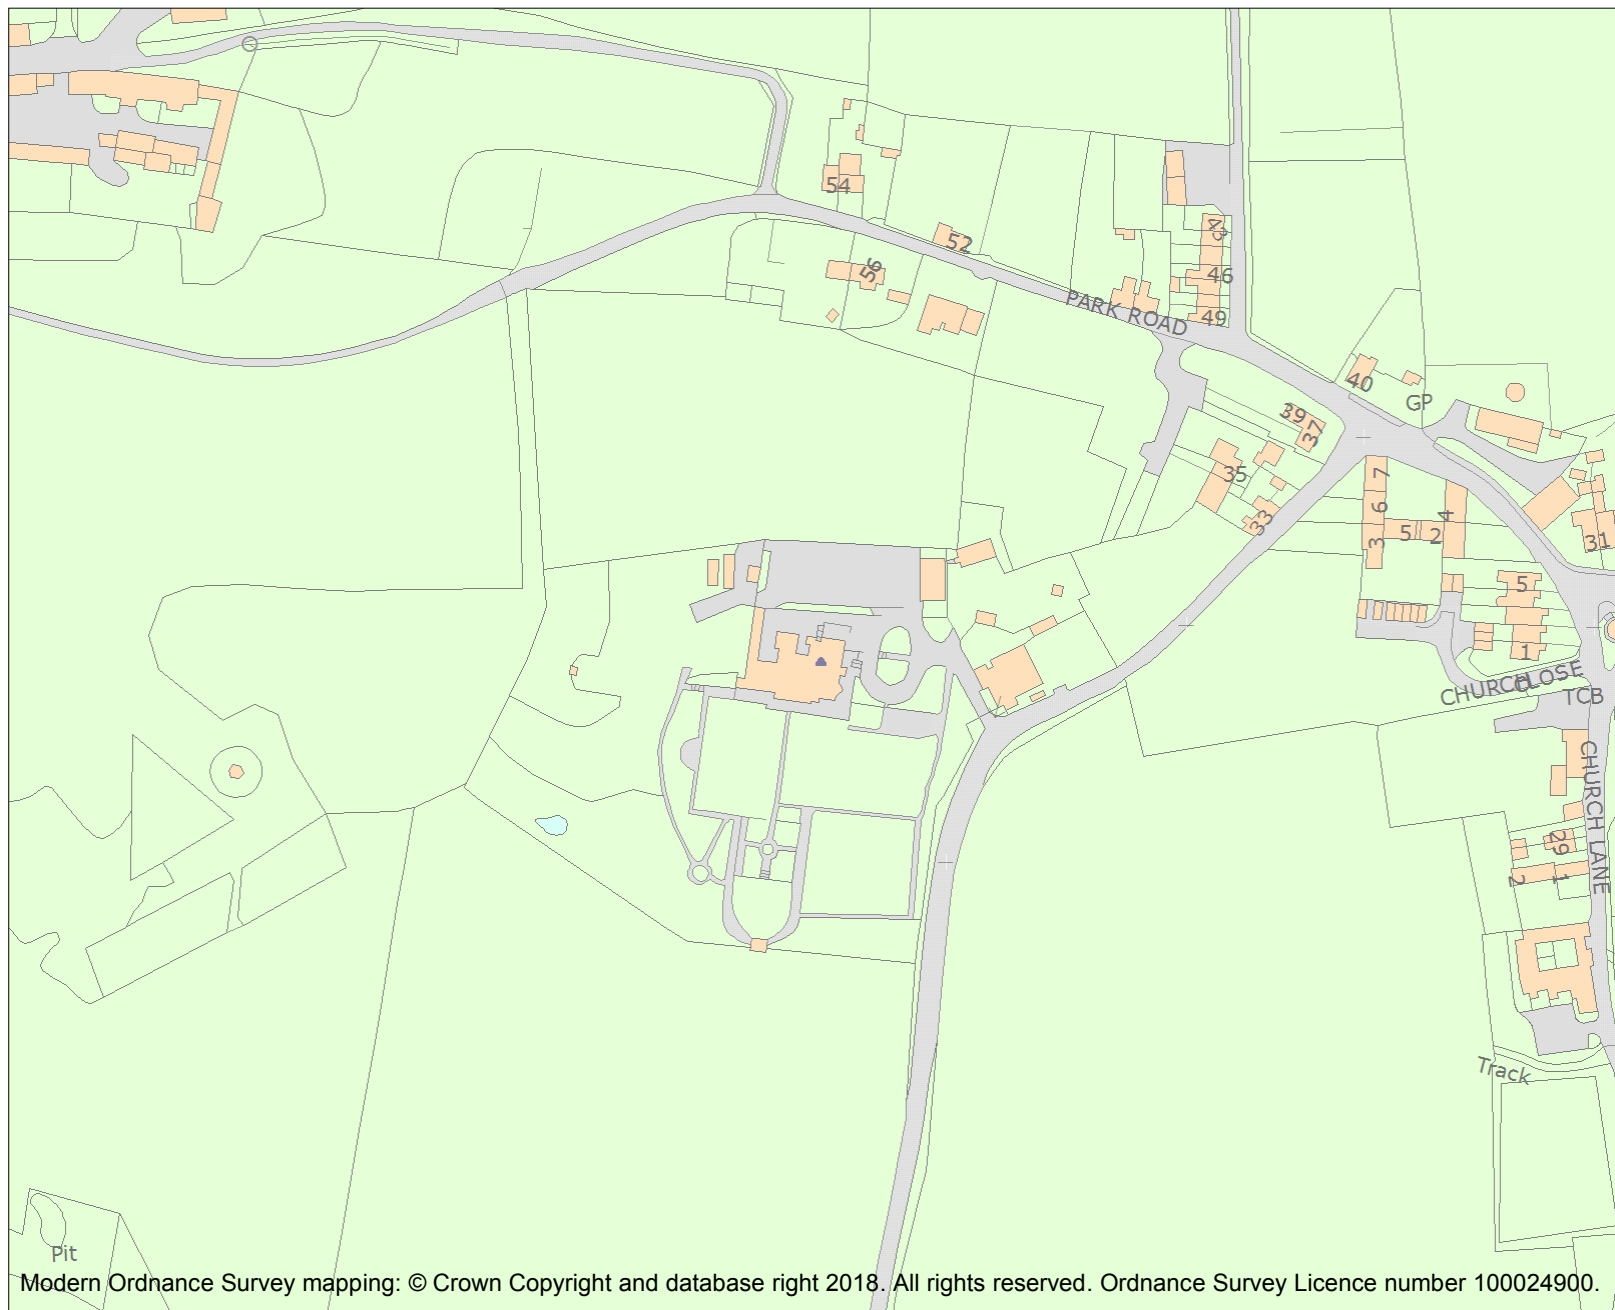 54
52
56
43
46
49
PARK ROAD
40
GP
39
37
35
33
7
6
3
5
2
4
31
5
1
CHURCH CLOSE
TCB
CHURCH LANE
29
1
2
Track
Pit
Modern Ordnance Survey mapping: © Crown Copyright and database right 2018. All rights reserved. Ordnance Survey Licence number 100024900.